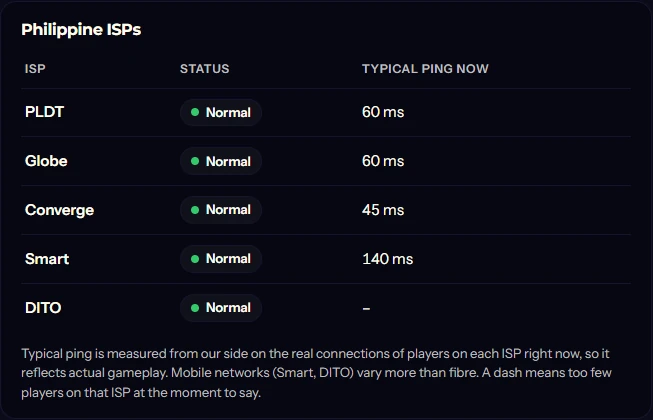 Philippine ISPs
ISP STATUS TYPICAL PING NOW
PLDT Normal 60 ms
Globe Normal 60 ms
Converge Normal 45 ms
Smart Normal 140 ms
DITO Normal –
Typical ping is measured from our side on the real connections of players on each ISP right now, so it
reflects actual gameplay. Mobile networks (Smart, DITO) vary more than fibre. A dash means too few
players on that ISP at the moment to say.